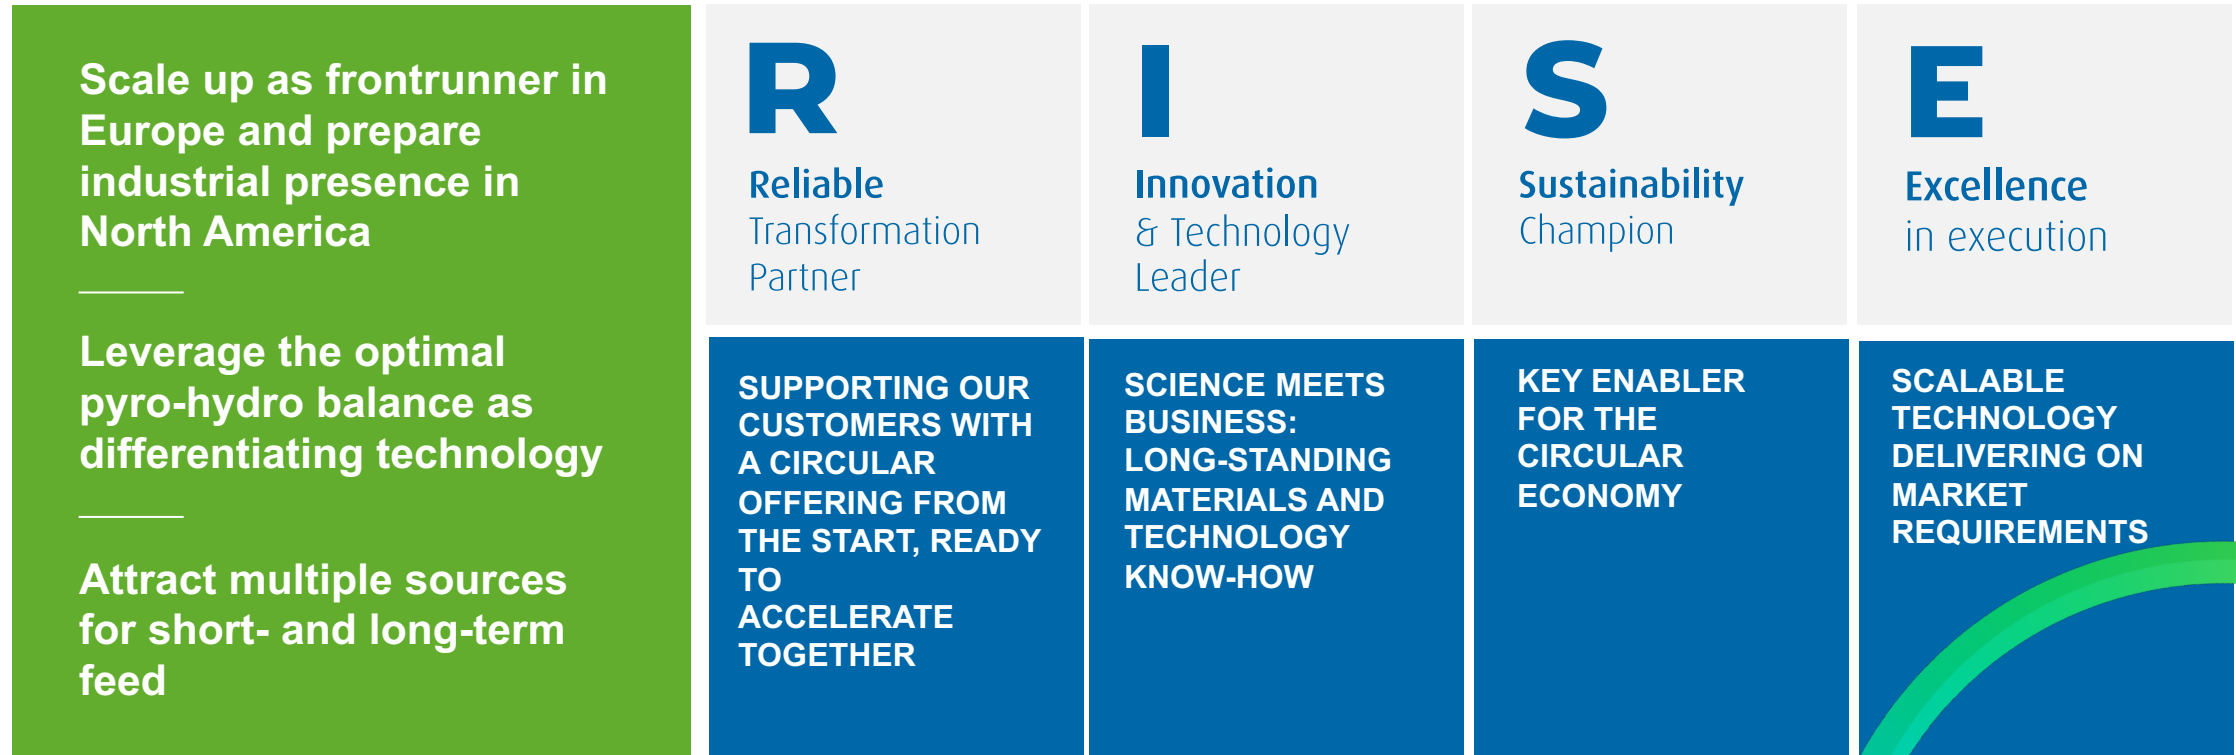 Scale up as frontrunner in
Europe and prepare
industrial presence in
North America
Leverage the optimal
pyro-hydro balance as
differentiating technology
Attract multiple sources
for short- and long-term
feed
R
Reliable
Transformation
Partner
SUPPORTING OUR
CUSTOMERS WITH
A CIRCULAR
OFFERING FROM
THE START, READY
TO
ACCELERATE
TOGETHER
I
Innovation
& Technology
Leader
SCIENCE MEETS
BUSINESS:
LONG-STANDING
MATERIALS AND
TECHNOLOGY
KNOW-HOW
S
Sustainability
Champion
KEY ENABLER
FOR THE
CIRCULAR
ECONOMY
E
Excellence
in execution
SCALABLE
TECHNOLOGY
DELIVERING ON
MARKET
REQUIREMENTS